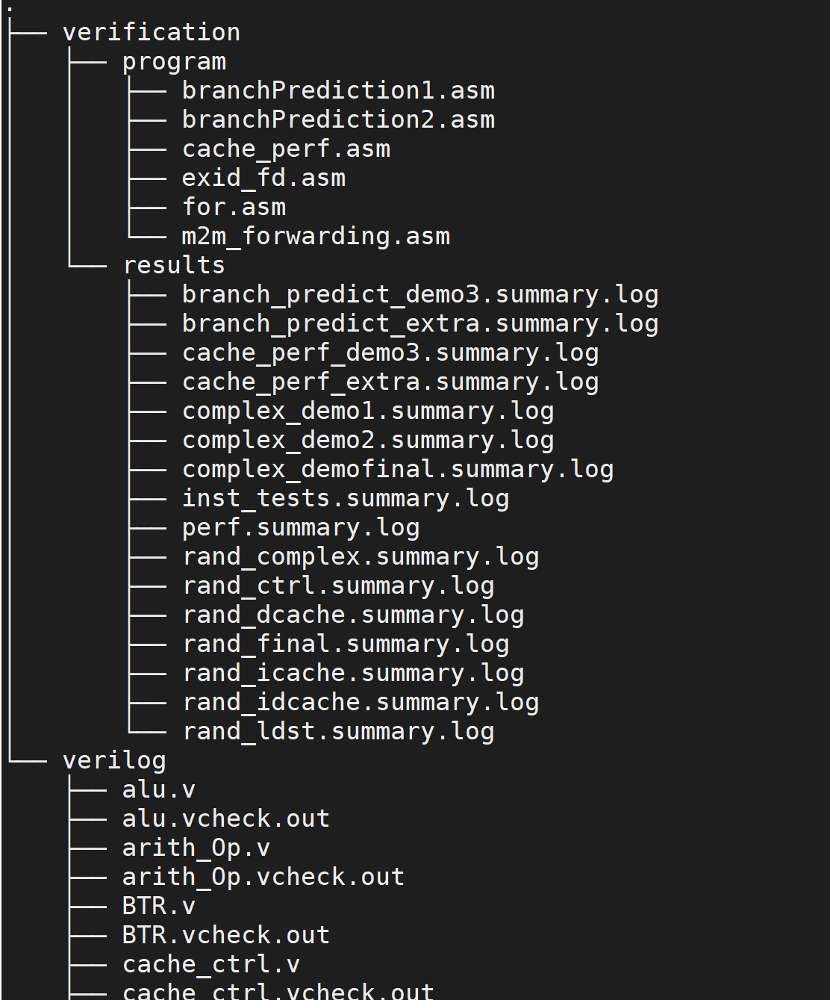 .
├── verification
│   ├── program
│   │   ├── branchPrediction1.asm
│   │   ├── branchPrediction2.asm
│   │   ├── cache_perf.asm
│   │   ├── exid_fd.asm
│   │   ├── for.asm
│   │   └── m2m_forwarding.asm
│   └── results
│       ├── branch_predict_demo3.summary.log
│       ├── branch_predict_extra.summary.log
│       ├── cache_perf_demo3.summary.log
│       ├── cache_perf_extra.summary.log
│       ├── complex_demo1.summary.log
│       ├── complex_demo2.summary.log
│       ├── complex_demofinal.summary.log
│       ├── inst_tests.summary.log
│       ├── perf.summary.log
│       ├── rand_complex.summary.log
│       ├── rand_ctrl.summary.log
│       ├── rand_dcache.summary.log
│       ├── rand_final.summary.log
│       ├── rand_icache.summary.log
│       ├── rand_idcache.summary.log
│       └── rand_ldst.summary.log
└── verilog
    ├── alu.v
    ├── alu.vcheck.out
    ├── arith_Op.v
    ├── arith_Op.vcheck.out
    ├── BTR.v
    ├── BTR.vcheck.out
    ├── cache_ctrl.v
    ├── cache_ctrl.vcheck.out